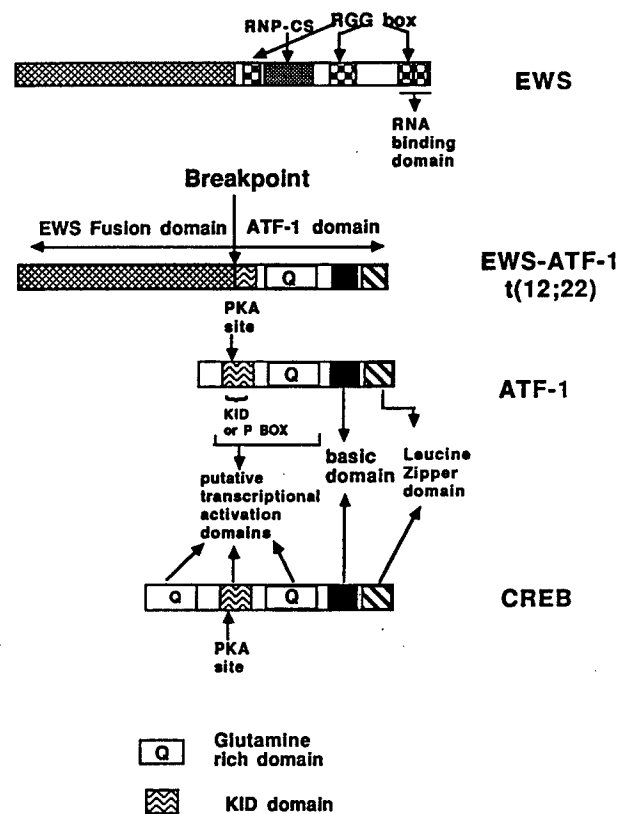 RNP-CS RGG box
EWS
RNA
binding
domain
Breakpoint
EWS Fusion domain ATF-1 domain
EWS-ATF-1
t(12;22)
Q
PKA
site
Q
ATF-1
KID
or P BOX
basic
domain
Leucine
Zipper
domain
putative
transcriptional
activation
domains
Q
Q
CREB
PKA
site
Q
Glutamine
rich domain
KID domain